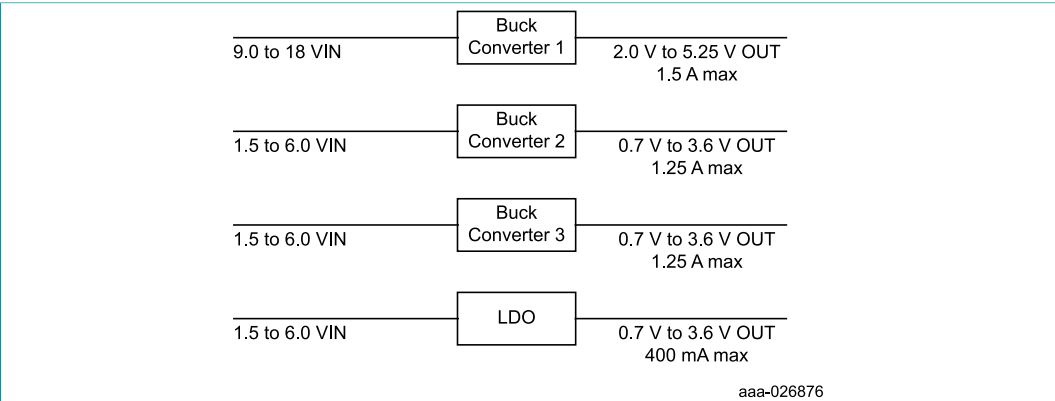 Buck
Converter 1
9.0 to 18 VIN
2.0 V to 5.25 V OUT
1.5 A max
Buck
Converter 2
1.5 to 6.0 VIN
0.7 V to 3.6 V OUT
1.25 A max
Buck
Converter 3
1.5 to 6.0 VIN
0.7 V to 3.6 V OUT
1.25 A max
LDO
1.5 to 6.0 VIN
0.7 V to 3.6 V OUT
400 mA max
aaa-026876